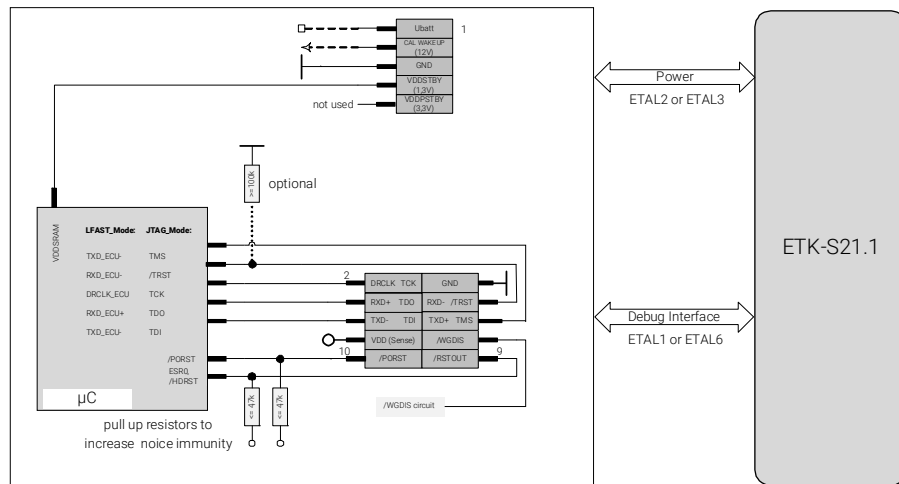 Ubatt 1
CAL WAKEUP
(12V)
GND
VDDSTBY
(1,3V)
not used
VDDPSTBY
(3,3V)
Power
ETAL2 or ETAL3
>= 100k
optional
VDDSRAM
LFAST_Mode: JTAG_Mode:
TXD_ECU- TMS
RXD_ECU- /TRST
DRCLK_ECU TCK
RXD_ECU+ TDO
TXD_ECU- TDI
/PORST
ESR0,
/HDRST
µC
2
DRCLK TCK GND
RXD+ TDO RXD- /TRST
TXD- TDI TXD+ TMS
VDD (Sense) /WGDIS
10 /PORST /RSTOUT 9
<= 47k <= 47k
/WGDIS circuit
pull up resistors to
increase noice immunity
ETK-S21.1
Debug Interface
ETAL1 or ETAL6